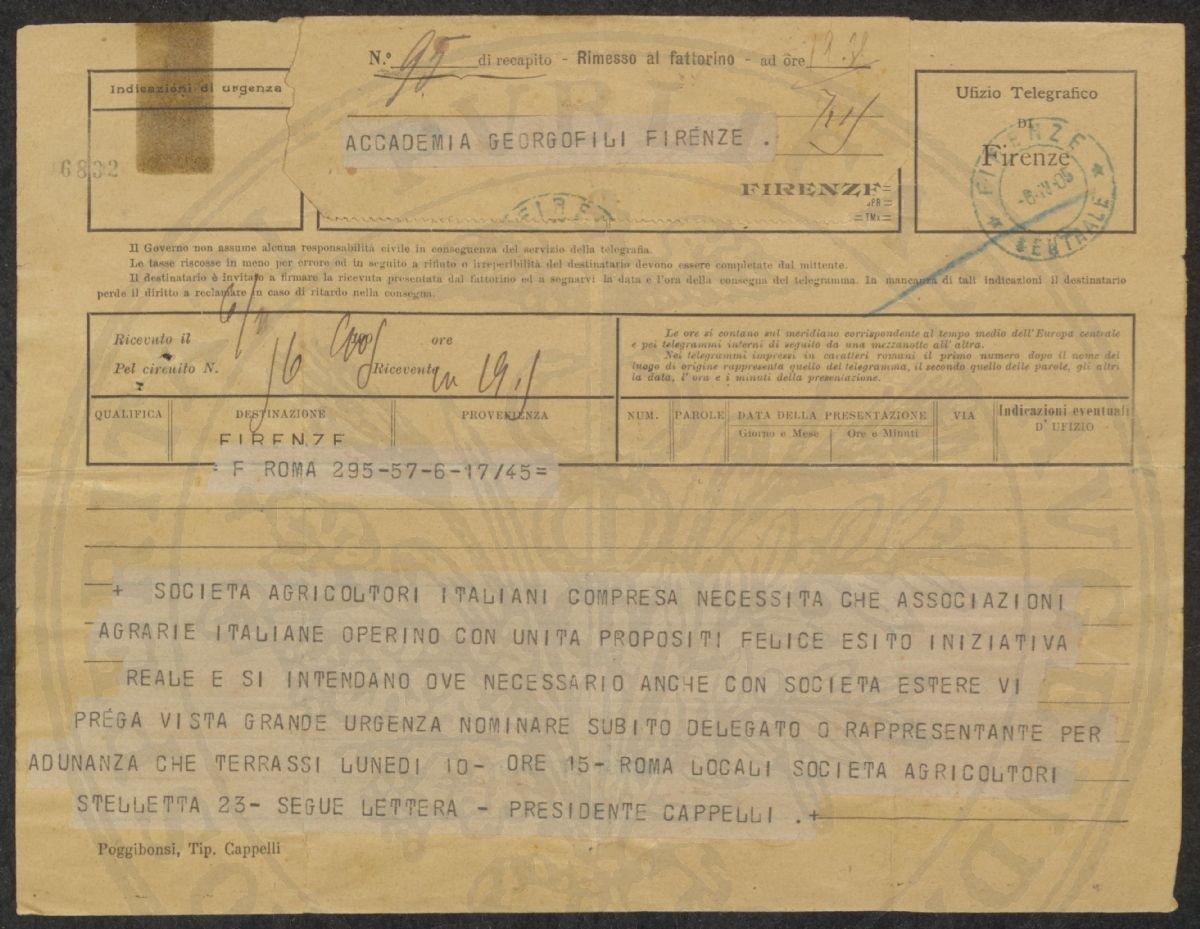 N.º 95 di recapito - Rimesso al fattorino - ad ore
Indicazioni di urgenza
ACCADEMIA GEORGOFILI FIRENZE .
FIRENZE
6832
Ufizio Telegrafico
DI
Firenze
FIRENZE
CENTRALE
Il Governo non assume alcuna responsabilità civile in conseguenza del servizio della telegrafia.
Le tasse riscosse in meno per errore od in seguito a rifiuto o irreperibilità del destinatario devono essere completate dal mittente.
Il destinatario è invitato a firmare la ricevuta presentata dal fattorino ed a segnarvi la data e l'ora della consegna del telegramma. In mancanza di tali indicazioni il destinatario
perde il diritto a reclamare in caso di ritardo nella consegna.
Ricevuto il ore
Pel circuito N. 16 Ricevente
Le ore si contano sul meridiano corrispondente al tempo medio dell'Europa centrale
e pei telegrammi interni di seguito da una mezzanotte all'altra.
Nei telegrammi impressi in caratteri romani il primo numero dopo il nome del
luogo di origine rappresenta quello del telegramma, il secondo quello delle parole, gli altri
la data, l'ora e i minuti della presentazione.
QUALIFICA DESTINAZIONE PROVENIENZA
NUM. PAROLE DATA DELLA PRESENTAZIONE VIA Indicazioni eventuali
Giorno e Mese Ore e Minuti D'UFIZIO
FIRENZE
= F ROMA 295-57-6-17/45=
+ SOCIETA AGRICOLTORI ITALIANI COMPRESA NECESSITA CHE ASSOCIAZIONI
AGRARIE ITALIANE OPERINO CON UNITA PROPOSITI FELICE ESITO INIZIATIVA
REALE E SI INTENDANO OVE NECESSARIO ANCHE CON SOCIETA ESTERE VI
PREGA VISTA GRANDE URGENZA NOMINARE SUBITO DELEGATO O RAPPRESENTANTE PER
ADUNANZA CHE TERRASSI LUNEDI 10- ORE 15- ROMA LOCALI SOCIETA AGRICOLTORI
STELLETTA 23- SEGUE LETTERA - PRESIDENTE CAPPELLI .+
Poggibonsi, Tip. Cappelli